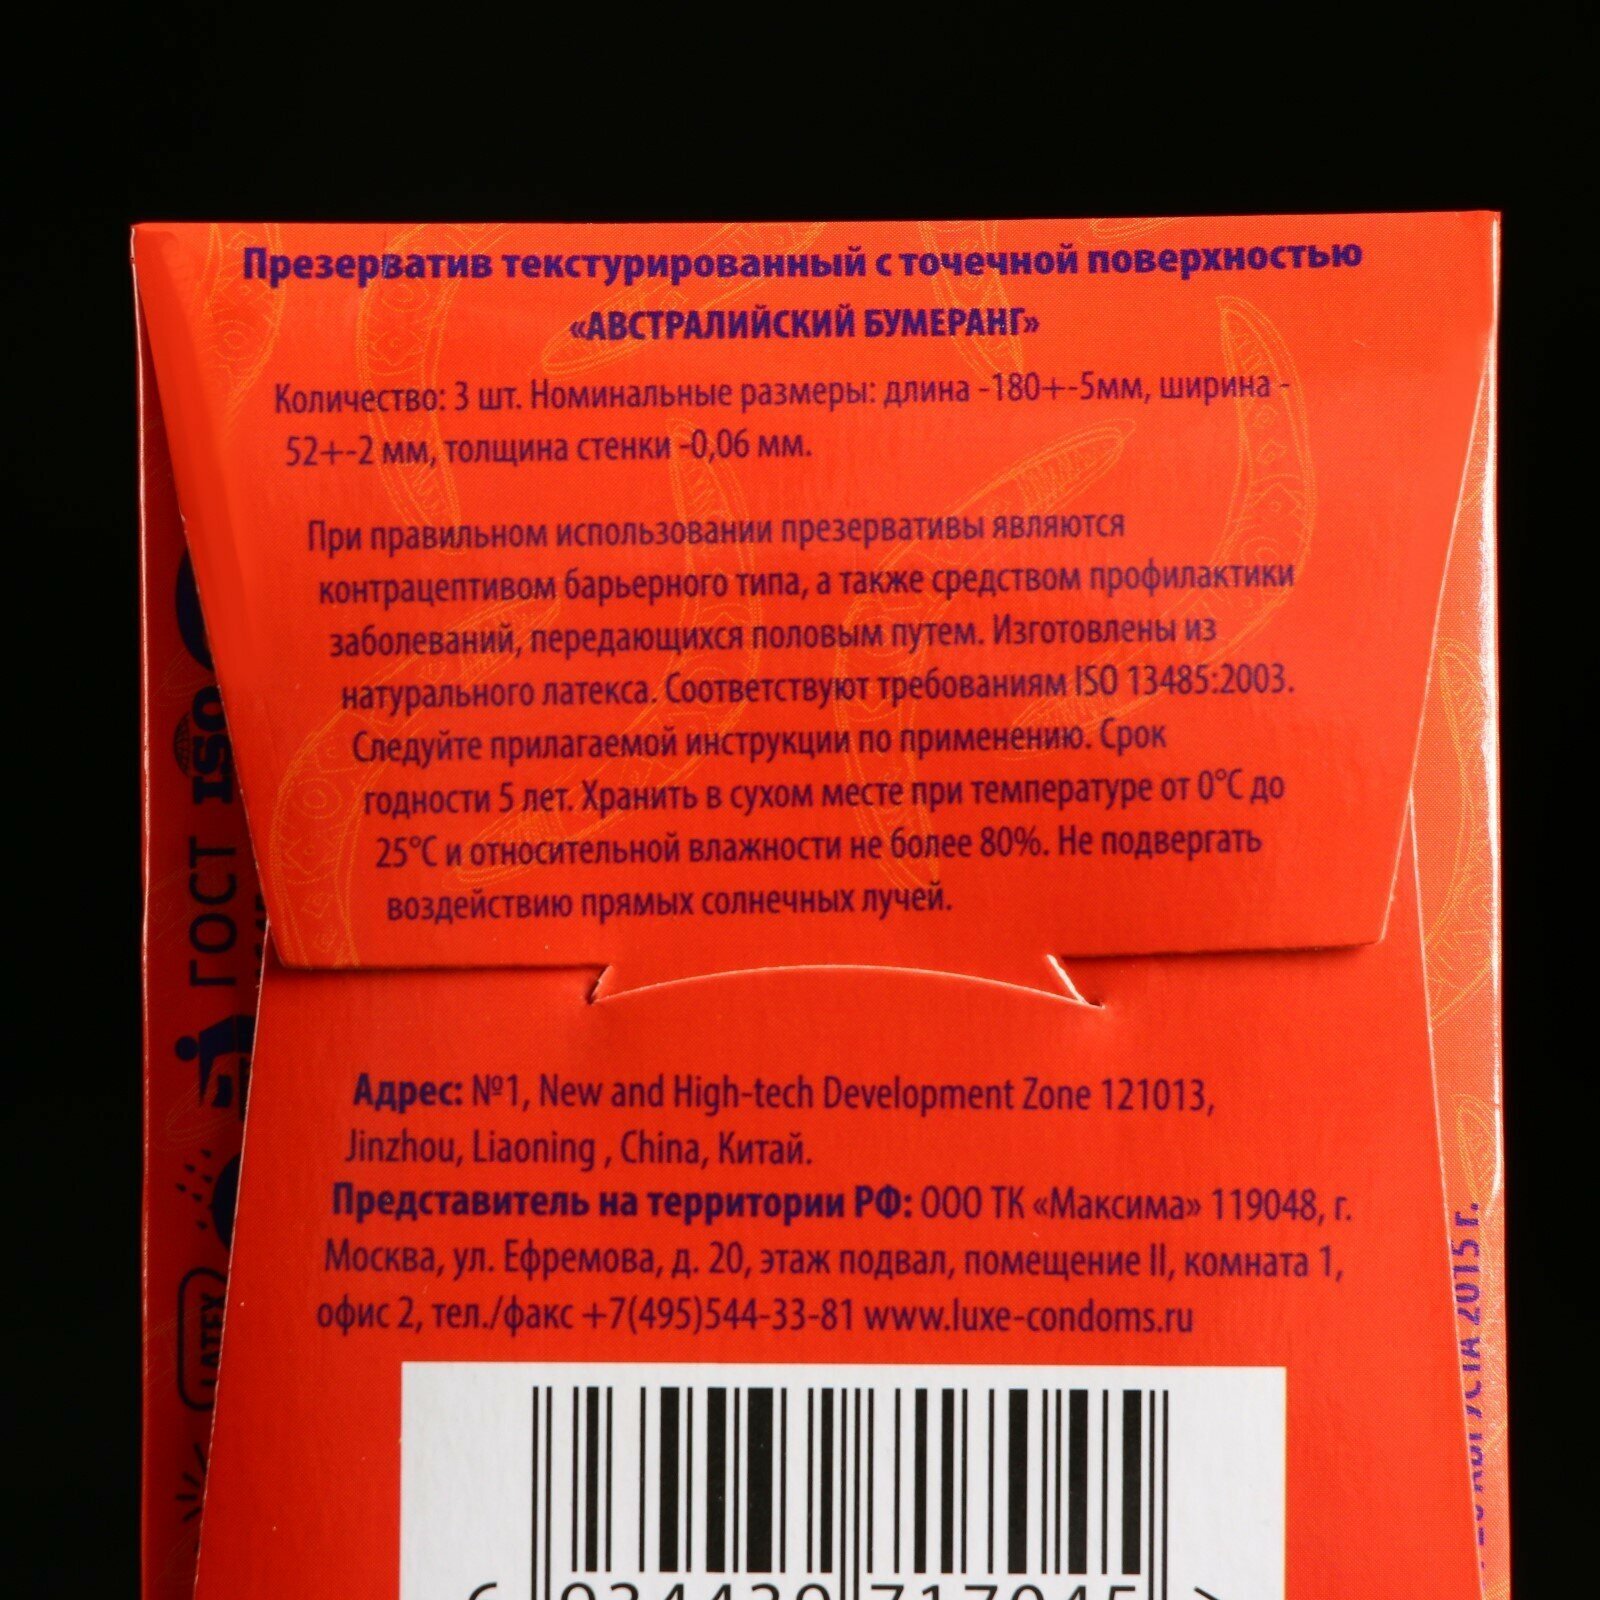 Презерватив текстурированный с точечной поверхностью
«АВСТРАЛИЙСКИЙ БУМЕРАНГ»
Количество: 3 шт. Номинальные размеры: длина -180+-5мм, ширина -
52+-2 мм, толщина стенки -0,06 мм.
При правильном использовании презервативы являются
контрацептивом барьерного типа, а также средством профилактики
заболеваний, передающихся половым путем. Изготовлены из
натурального латекса. Соответствуют требованиям ISO 13485:2003.
Следуйте прилагаемой инструкции по применению. Срок
годности 5 лет. Хранить в сухом месте при температуре от 0°С до
25°С и относительной влажности не более 80%. Не подвергать
воздействию прямых солнечных лучей.
Адрес: №1, New and High-tech Development Zone 121013,
Jinzhou, Liaoning , China, Китай.
Представитель на территории РФ: ООО ТК «Максима» 119048, г.
Москва, ул. Ефремова, д. 20, этаж подвал, помещение II, комната 1,
офис 2, тел./факс +7(495)544-33-81 www.luxe-condoms.ru
6 934439 717045 >
ISO
ГОСТ
LATEX
АВГУСТА 2015 г.